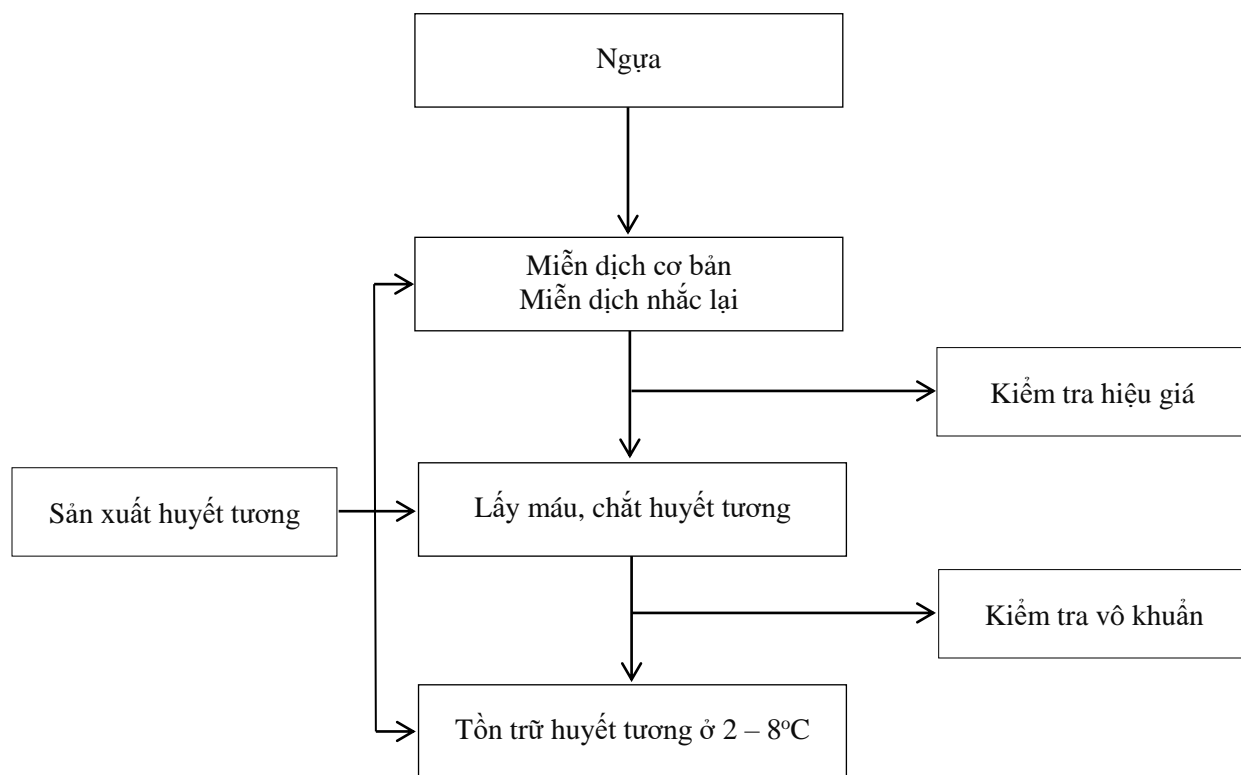 Ngựa
Miễn dịch cơ bản
Miễn dịch nhắc lại
Kiểm tra hiệu giá
Sản xuất huyết tương
Lấy máu, chắt huyết tương
Kiểm tra vô khuẩn
Tồn trữ huyết tương ở 2 – 8ºC